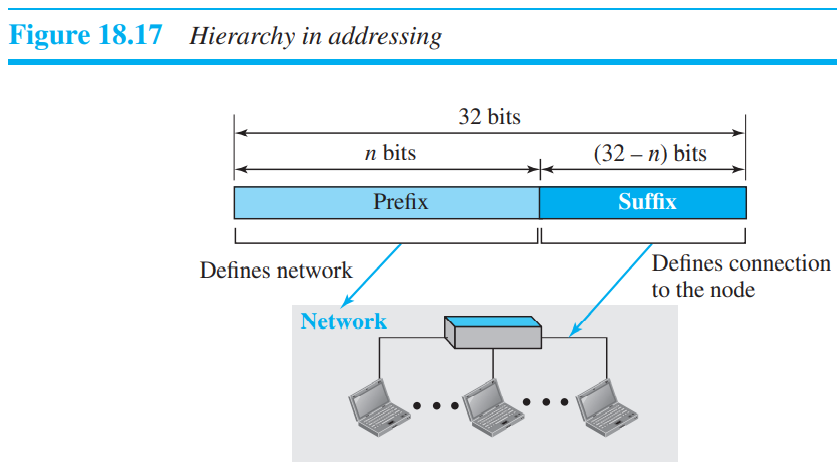 Figure 18.17 Hierarchy in addressing
32 bits
n bits
(32 – n) bits
Prefix
Suffix
Defines network
Defines connection
to the node
Network